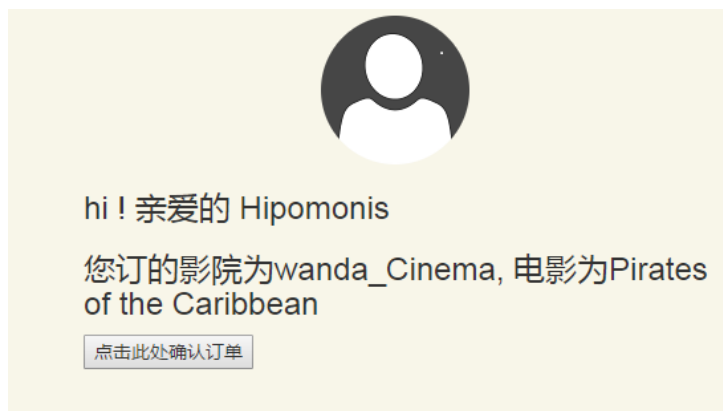 hi ! 亲爱的 Hipomonis
您订的影院为wanda_Cinema, 电影为Pirates
of the Caribbean
点击此处确认订单